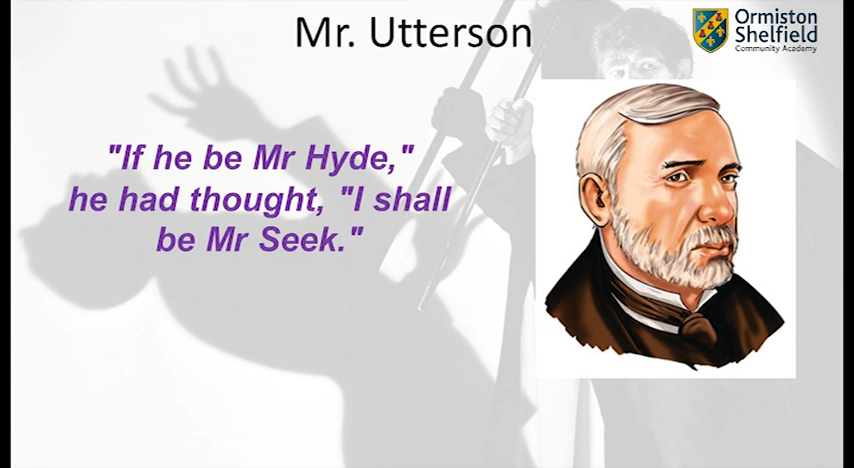 Mr. Utterson
Ormiston
Shelfield
Community Academy
"If he be Mr Hyde,"
he had thought, "I shall
be Mr Seek."